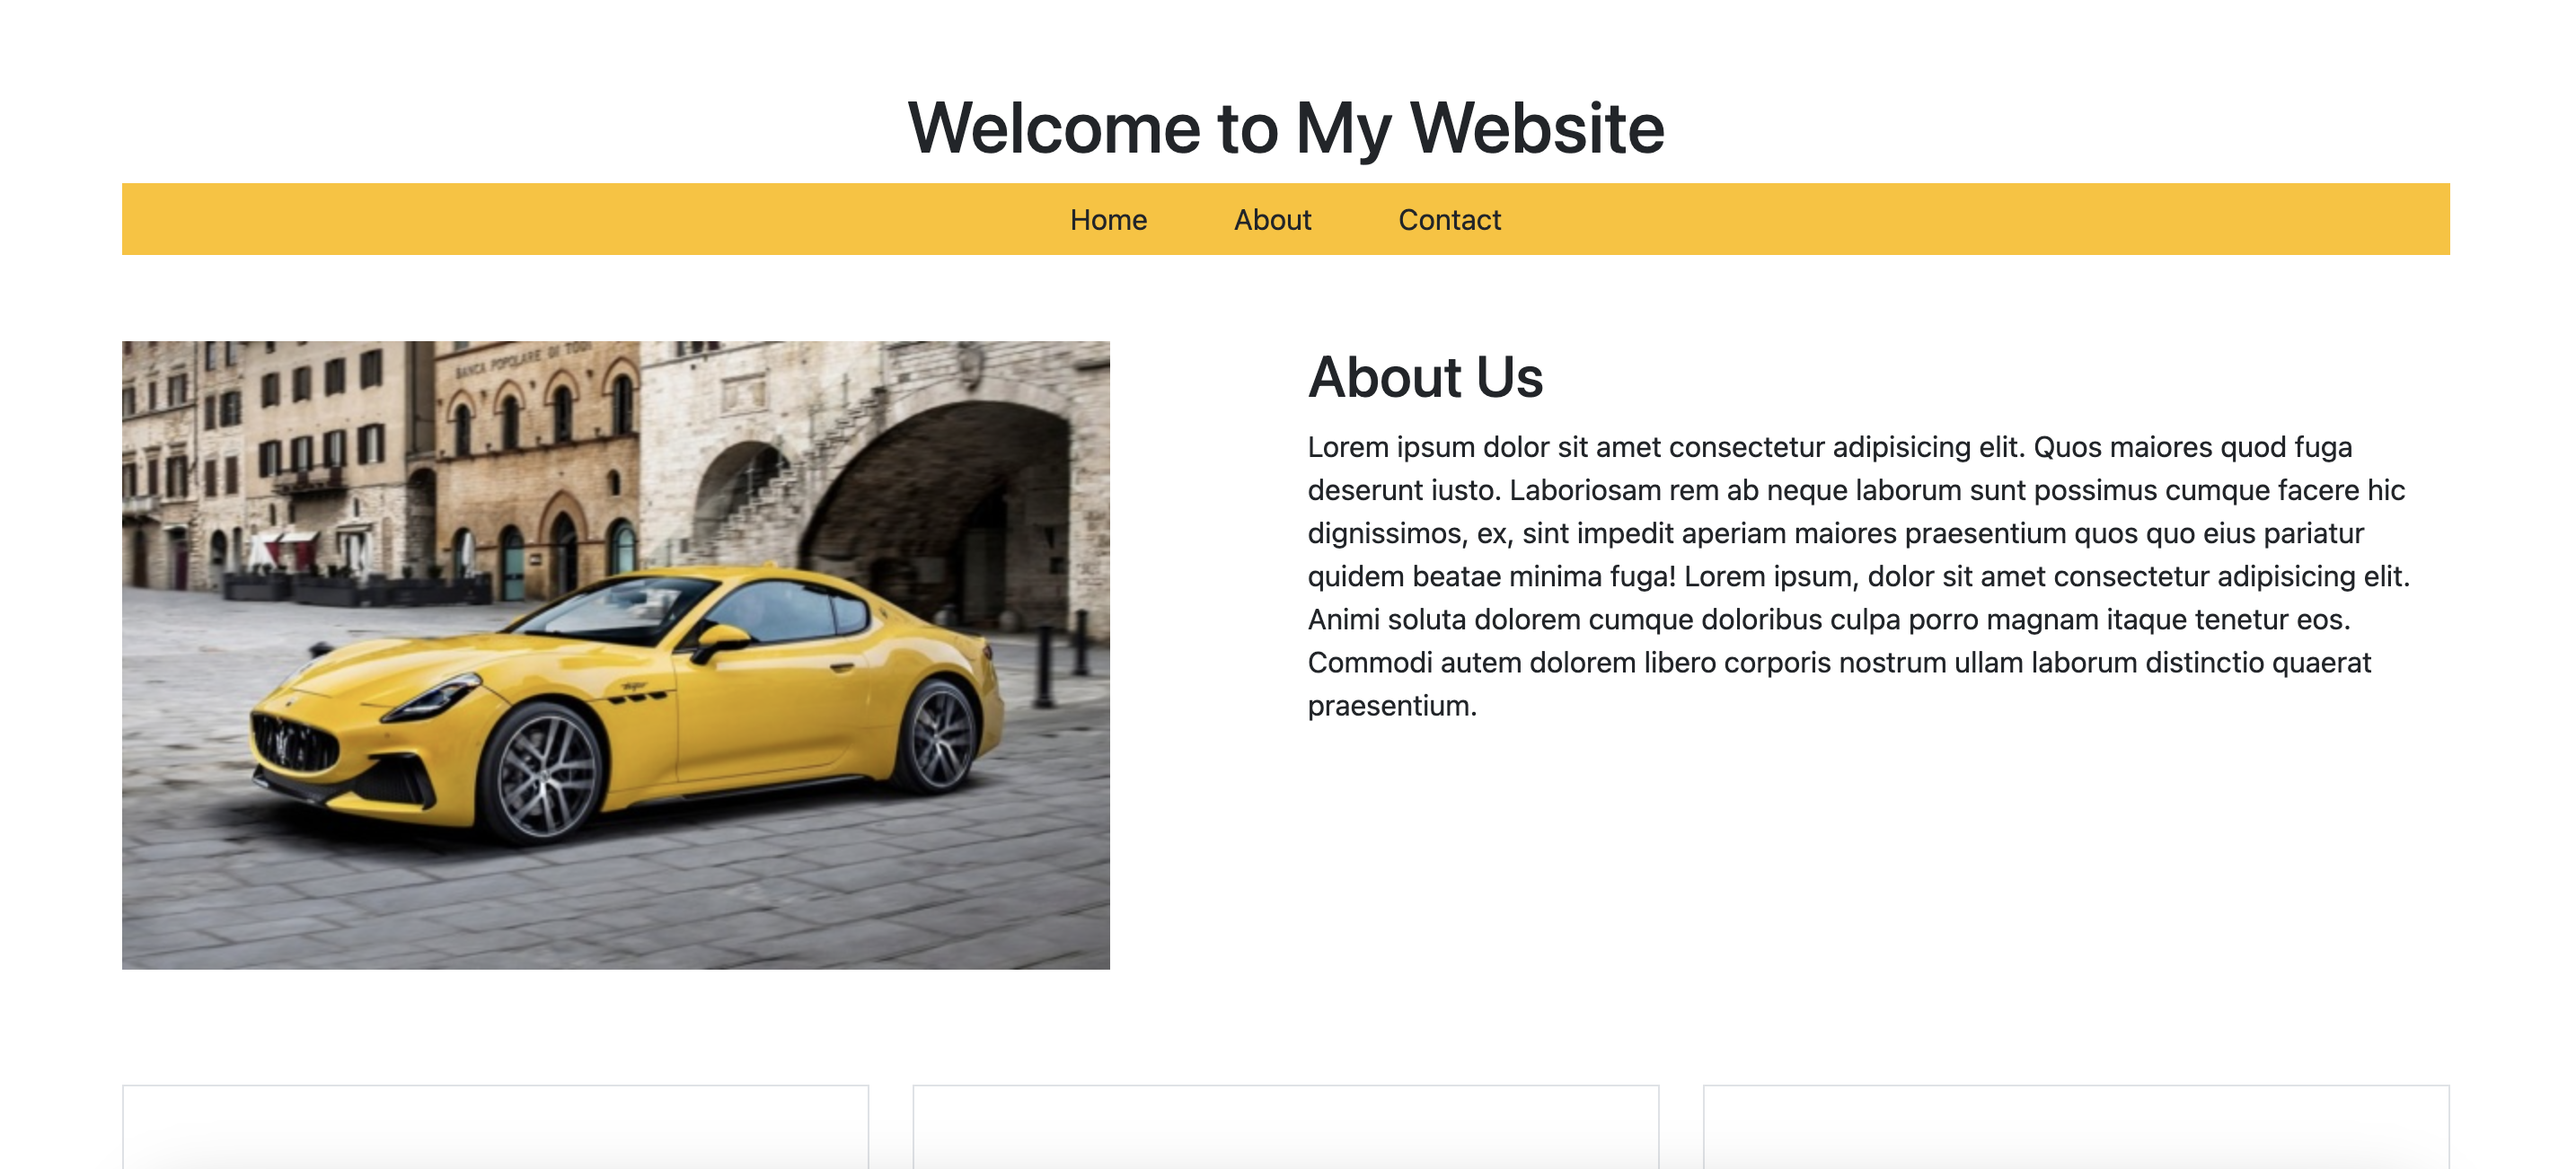 Welcome to My Website
Home About Contact
BANCA POPOLARE DI TODI
About Us
Lorem ipsum dolor sit amet consectetur adipisicing elit. Quos maiores quod fuga
deserunt iusto. Laboriosam rem ab neque laborum sunt possimus cumque facere hic
dignissimos, ex, sint impedit aperiam maiores praesentium quos quo eius pariatur
quidem beatae minima fuga! Lorem ipsum, dolor sit amet consectetur adipisicing elit.
Animi soluta dolorem cumque doloribus culpa porro magnam itaque tenetur eos.
Commodi autem dolorem libero corporis nostrum ullam laborum distinctio quaerat
praesentium.